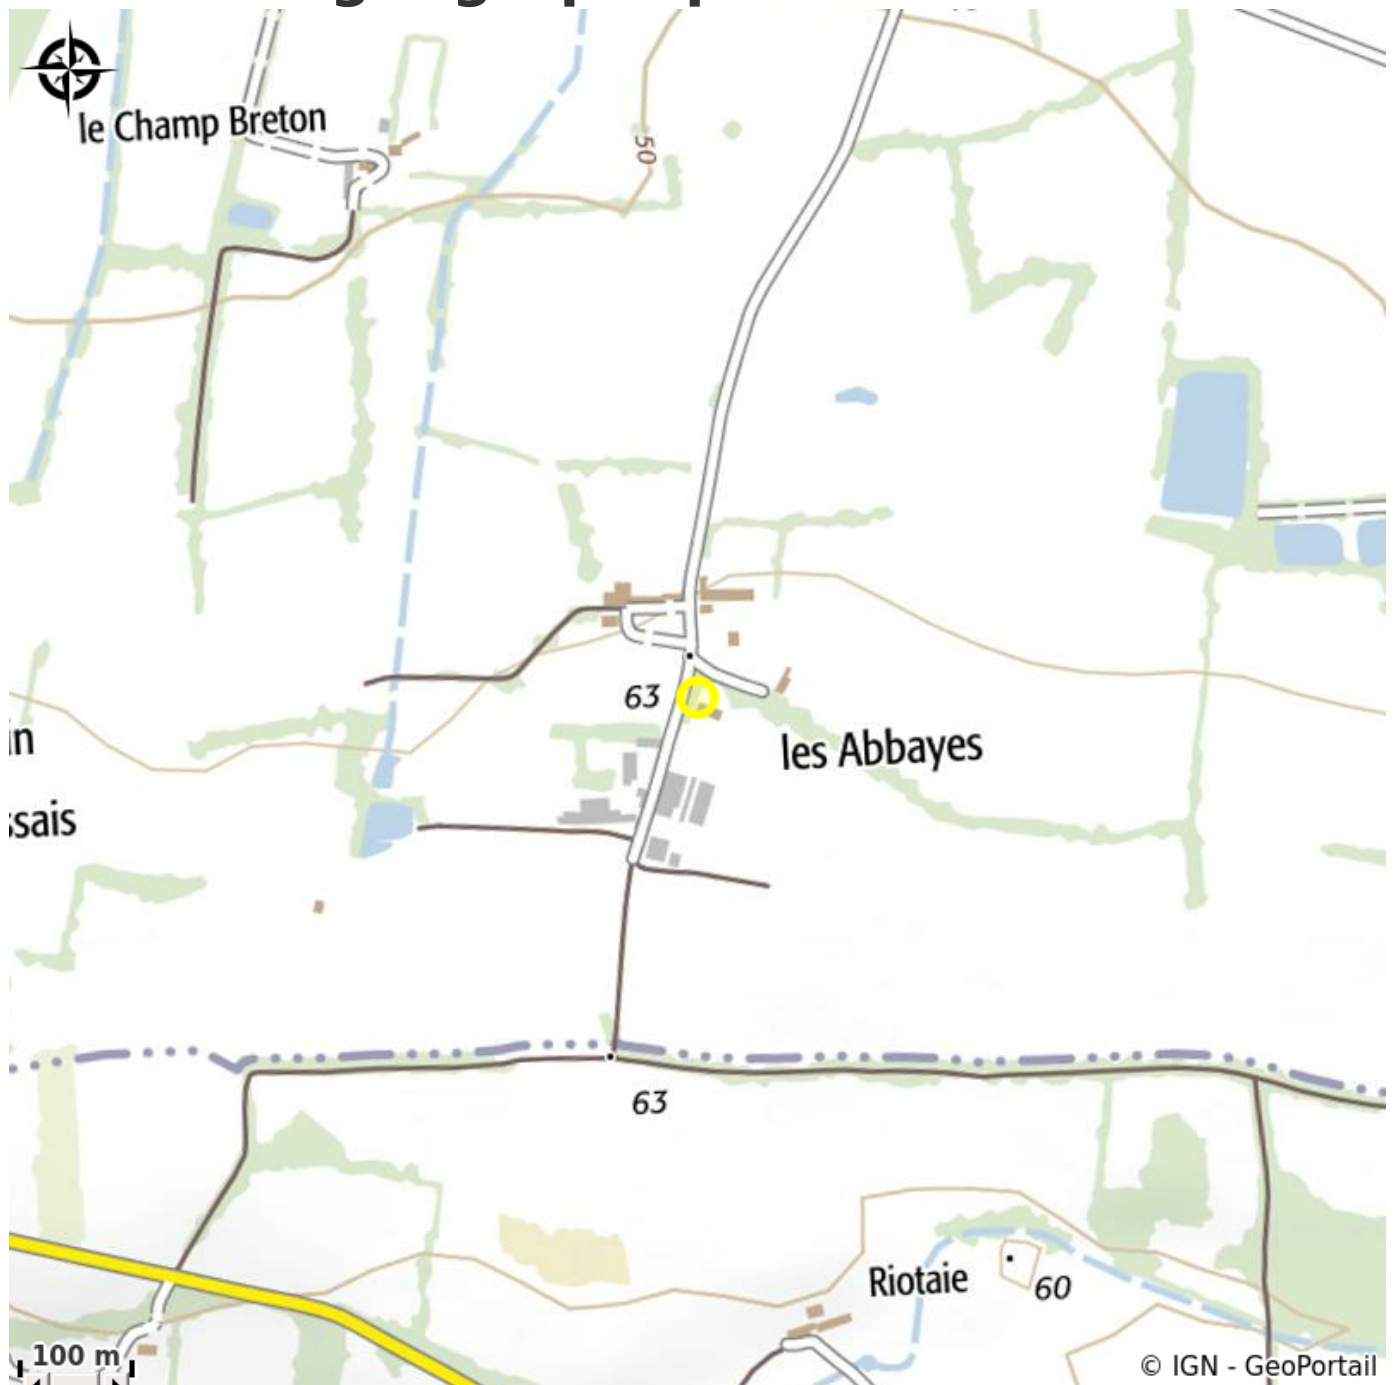 le Champ Breton
50
63
les Abbayes
in
ssais
63
Riotaie
60
100 m
© IGN - GeoPortail